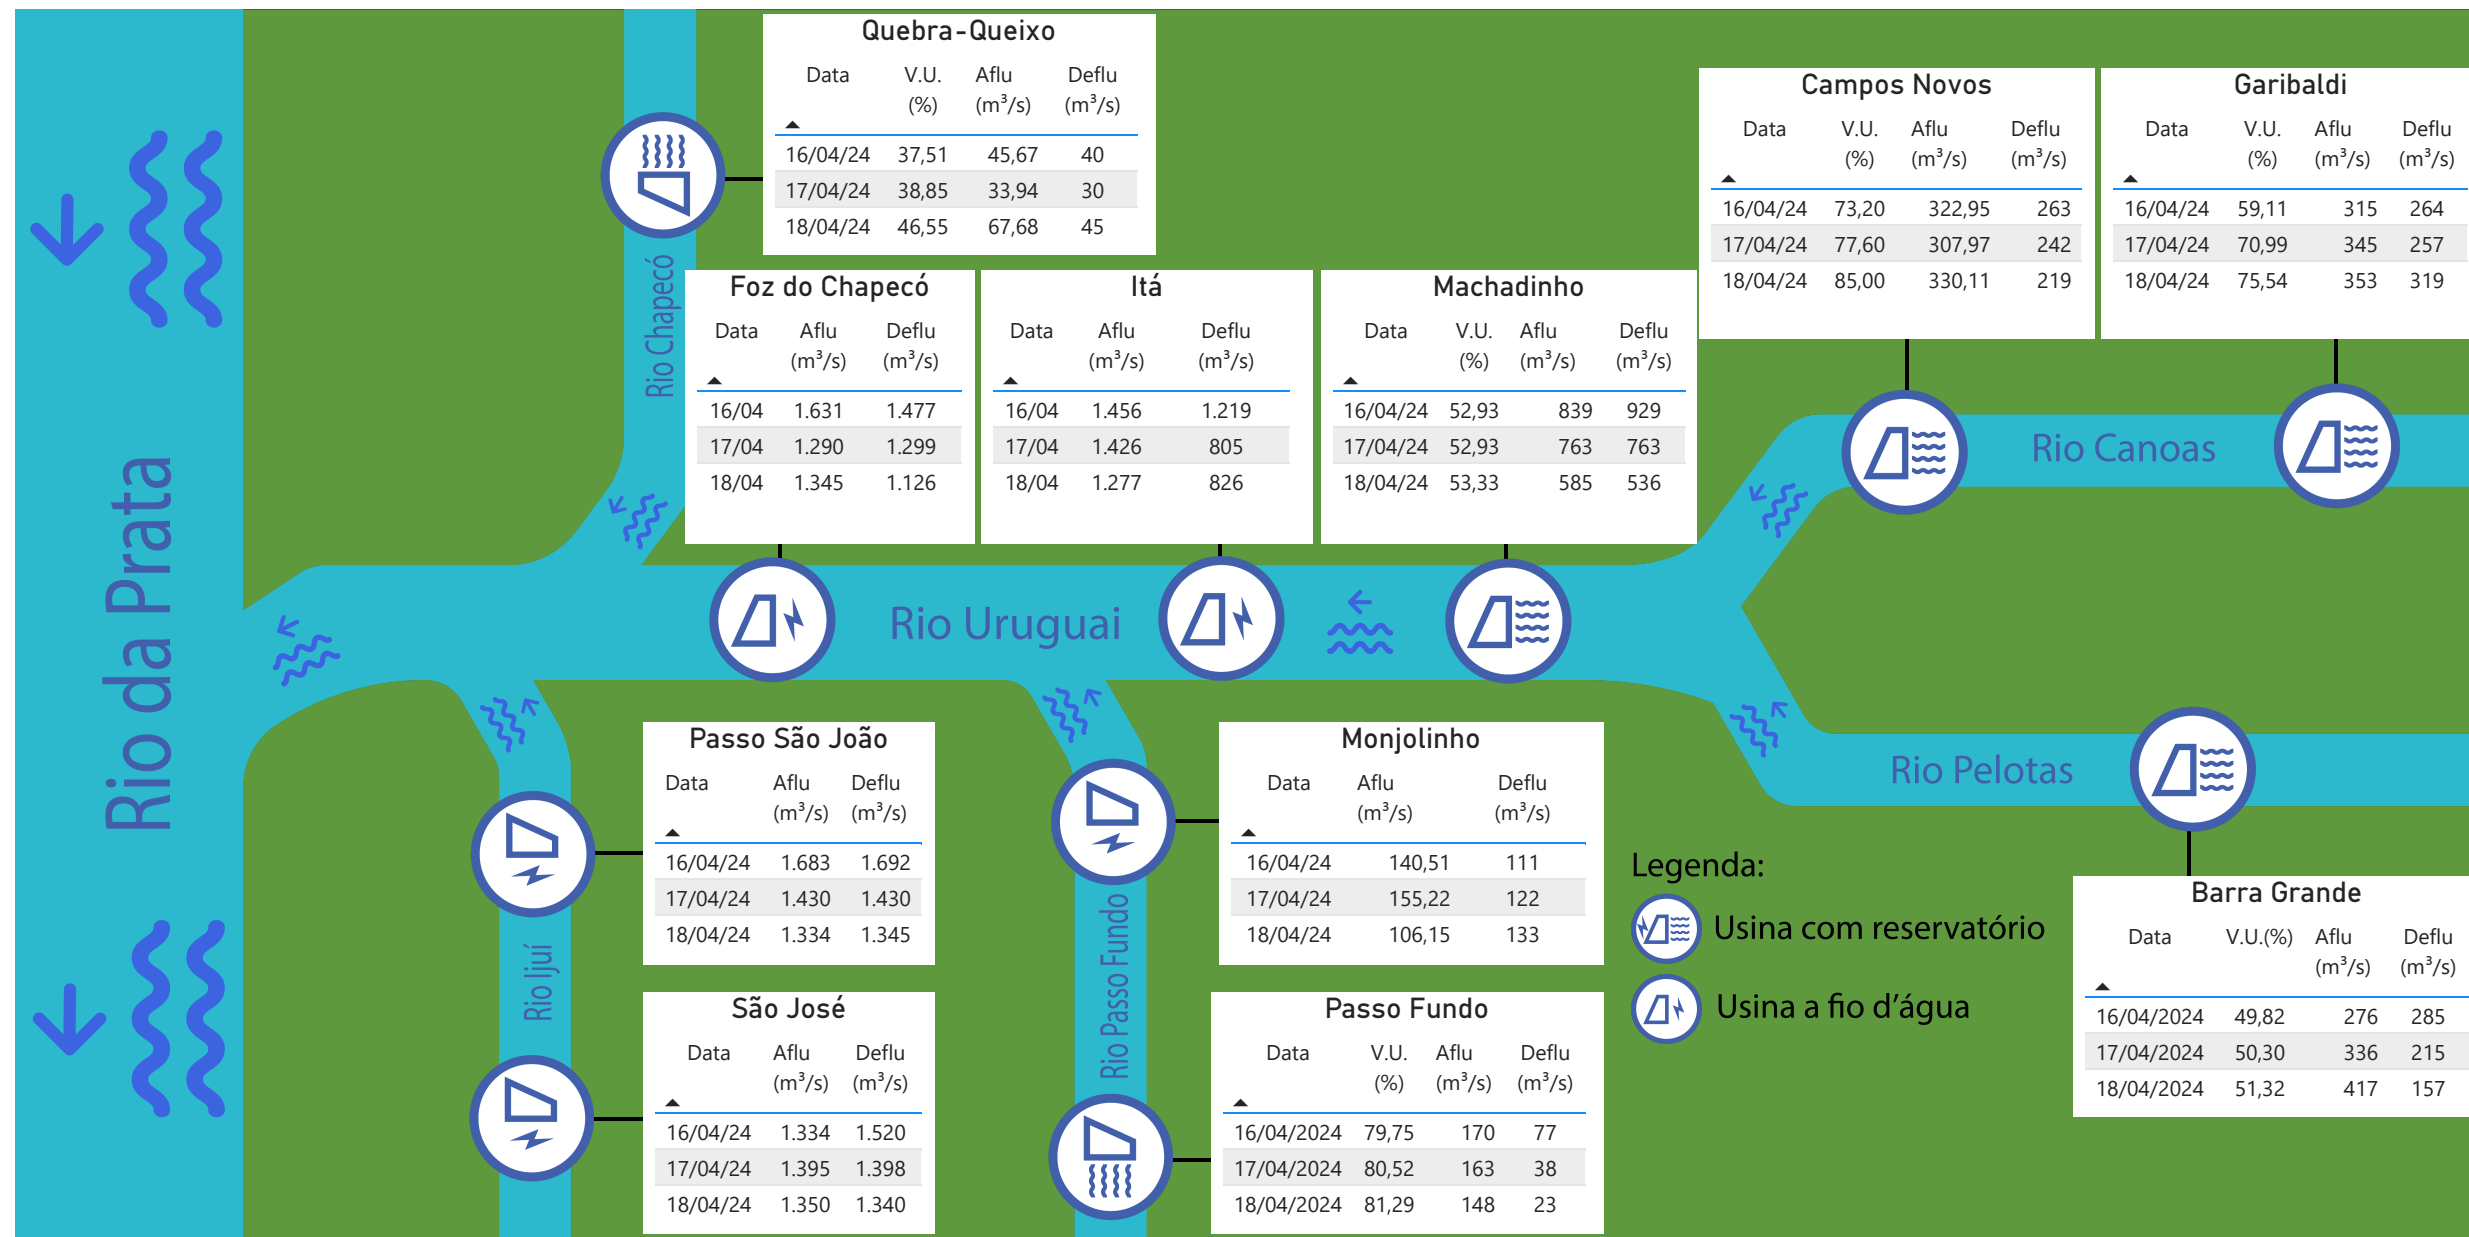 Quebra-Queixo
Data V.U. (%) Aflu (m³/s) Deflu (m³/s)
16/04/24 37,51 45,67 40
17/04/24 38,85 33,94 30
18/04/24 46,55 67,68 45
Campos Novos
Data V.U. (%) Aflu (m³/s) Deflu (m³/s)
16/04/24 73,20 322,95 263
17/04/24 77,60 307,97 242
18/04/24 85,00 330,11 219
Garibaldi
Data V.U. (%) Aflu (m³/s) Deflu (m³/s)
16/04/24 59,11 315 264
17/04/24 70,99 345 257
18/04/24 75,54 353 319
Rio Chapecó
Foz do Chapecó
Data Aflu (m³/s) Deflu (m³/s)
16/04 1.631 1.477
17/04 1.290 1.299
18/04 1.345 1.126
Itá
Data Aflu (m³/s) Deflu (m³/s)
16/04 1.456 1.219
17/04 1.426 805
18/04 1.277 826
Machadinho
Data V.U. (%) Aflu (m³/s) Deflu (m³/s)
16/04/24 52,93 839 929
17/04/24 52,93 763 763
18/04/24 53,33 585 536
Rio Canoas
Rio da Prata
Rio Uruguai
Rio Pelotas
Passo São João
Data Aflu (m³/s) Deflu (m³/s)
16/04/24 1.683 1.692
17/04/24 1.430 1.430
18/04/24 1.334 1.345
Monjolinho
Data Aflu (m³/s) Deflu (m³/s)
16/04/24 140,51 111
17/04/24 155,22 122
18/04/24 106,15 133
Legenda:
Usina com reservatório
Usina a fio d'água
Barra Grande
Data V.U.(%) Aflu (m³/s) Deflu (m³/s)
16/04/2024 49,82 276 285
17/04/2024 50,30 336 215
18/04/2024 51,32 417 157
Rio Ijuí
Rio Passo Fundo
São José
Data Aflu (m³/s) Deflu (m³/s)
16/04/24 1.334 1.520
17/04/24 1.395 1.398
18/04/24 1.350 1.340
Passo Fundo
Data V.U. (%) Aflu (m³/s) Deflu (m³/s)
16/04/2024 79,75 170 77
17/04/2024 80,52 163 38
18/04/2024 81,29 148 23